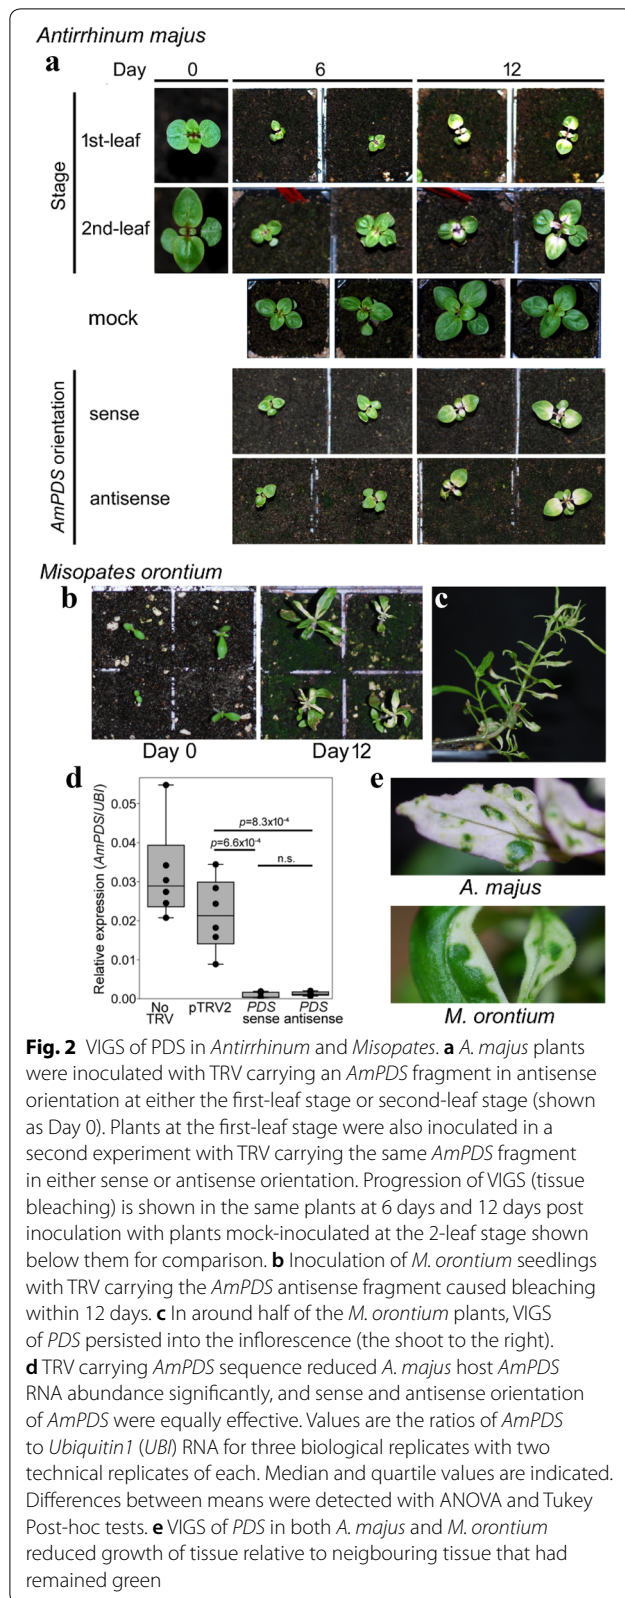 Antirrhinum majus
a
Day 0 6 12
Stage
1st-leaf
2nd-leaf
mock
AmPDS orientation
sense
antisense
Misopates orontium
b
Day 0
Day 12
c
d
Relative expression (AmPDS/UBI)
0.05
0.04
0.03
0.02
0.01
0.00
p=8.3x10-4
p=6.6x10-4
n.s.
No TRV
pTRV2
PDS sense
PDS antisense
e
A. majus
M. orontium
Fig. 2 VIGS of PDS in Antirrhinum and Misopates. a A. majus plants
were inoculated with TRV carrying an AmPDS fragment in antisense
orientation at either the first-leaf stage or second-leaf stage (shown
as Day 0). Plants at the first-leaf stage were also inoculated in a
second experiment with TRV carrying the same AmPDS fragment
in either sense or antisense orientation. Progression of VIGS (tissue
bleaching) is shown in the same plants at 6 days and 12 days post
inoculation with plants mock-inoculated at the 2-leaf stage shown
below them for comparison. b Inoculation of M. orontium seedlings
with TRV carrying the AmPDS antisense fragment caused bleaching
within 12 days. c In around half of the M. orontium plants, VIGS
of PDS persisted into the inflorescence (the shoot to the right).
d TRV carrying AmPDS sequence reduced A. majus host AmPDS
RNA abundance significantly, and sense and antisense orientation
of AmPDS were equally effective. Values are the ratios of AmPDS
to Ubiquitin1 (UBI) RNA for three biological replicates with two
technical replicates of each. Median and quartile values are indicated.
Differences between means were detected with ANOVA and Tukey
Post-hoc tests. e VIGS of PDS in both A. majus and M. orontium
reduced growth of tissue relative to neigbouring tissue that had
remained green